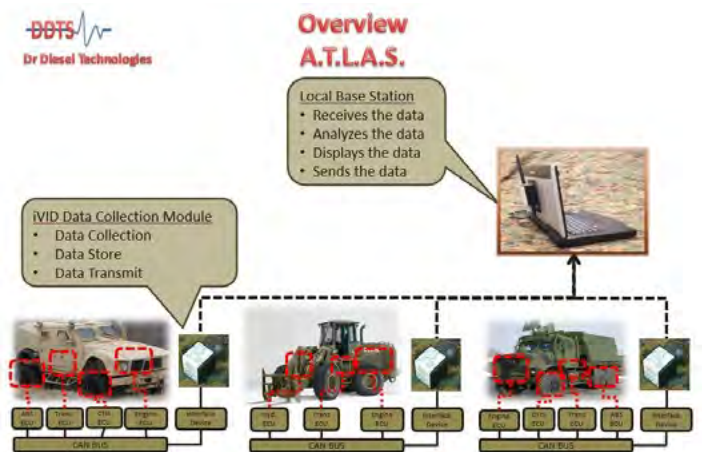 DDTS
Dr Diesel Technologies
Overview
A.T.L.A.S.
Local Base Station
• Receives the data
• Analyzes the data
• Displays the data
• Sends the data
iVID Data Collection Module
• Data Collection
• Data Store
• Data Transmit
ABS ECU
Trans. ECU
CTIS ECU
Engine ECU
Interface Device
CAN BUS
Hyd. ECU
Trans ECU
Engine ECU
Interface Device
CAN BUS
Engine ECU
CTIS ECU
Trans ECU
ABS ECU
Interface Device
CAN BUS